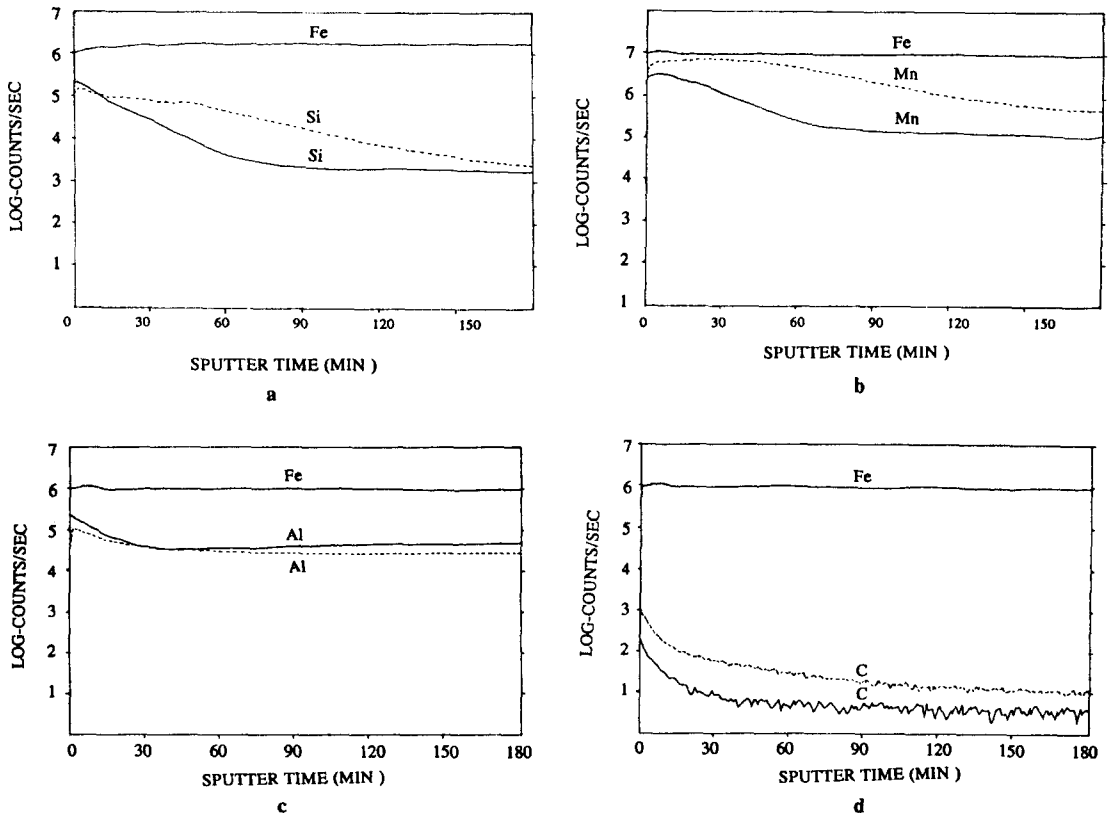 7
6
5
4
3
2
1
0 30 60 90 120 150
LOG-COUNTS/SEC
Fe
Si
Si
SPUTTER TIME (MIN )
a
7
6
5
4
3
2
1
0 30 60 90 120 150
LOG-COUNTS/SEC
Fe
Mn
Mn
SPUTTER TIME (MIN )
b
7
6
5
4
3
2
1
0 30 60 90 120 150 180
LOG-COUNTS/SEC
Fe
Al
Al
SPUTTER TIME (MIN )
c
7
6
5
4
3
2
1
0 30 60 90 120 150 180
LOG-COUNTS/SEC
Fe
C
C
SPUTTER TIME (MIN )
d